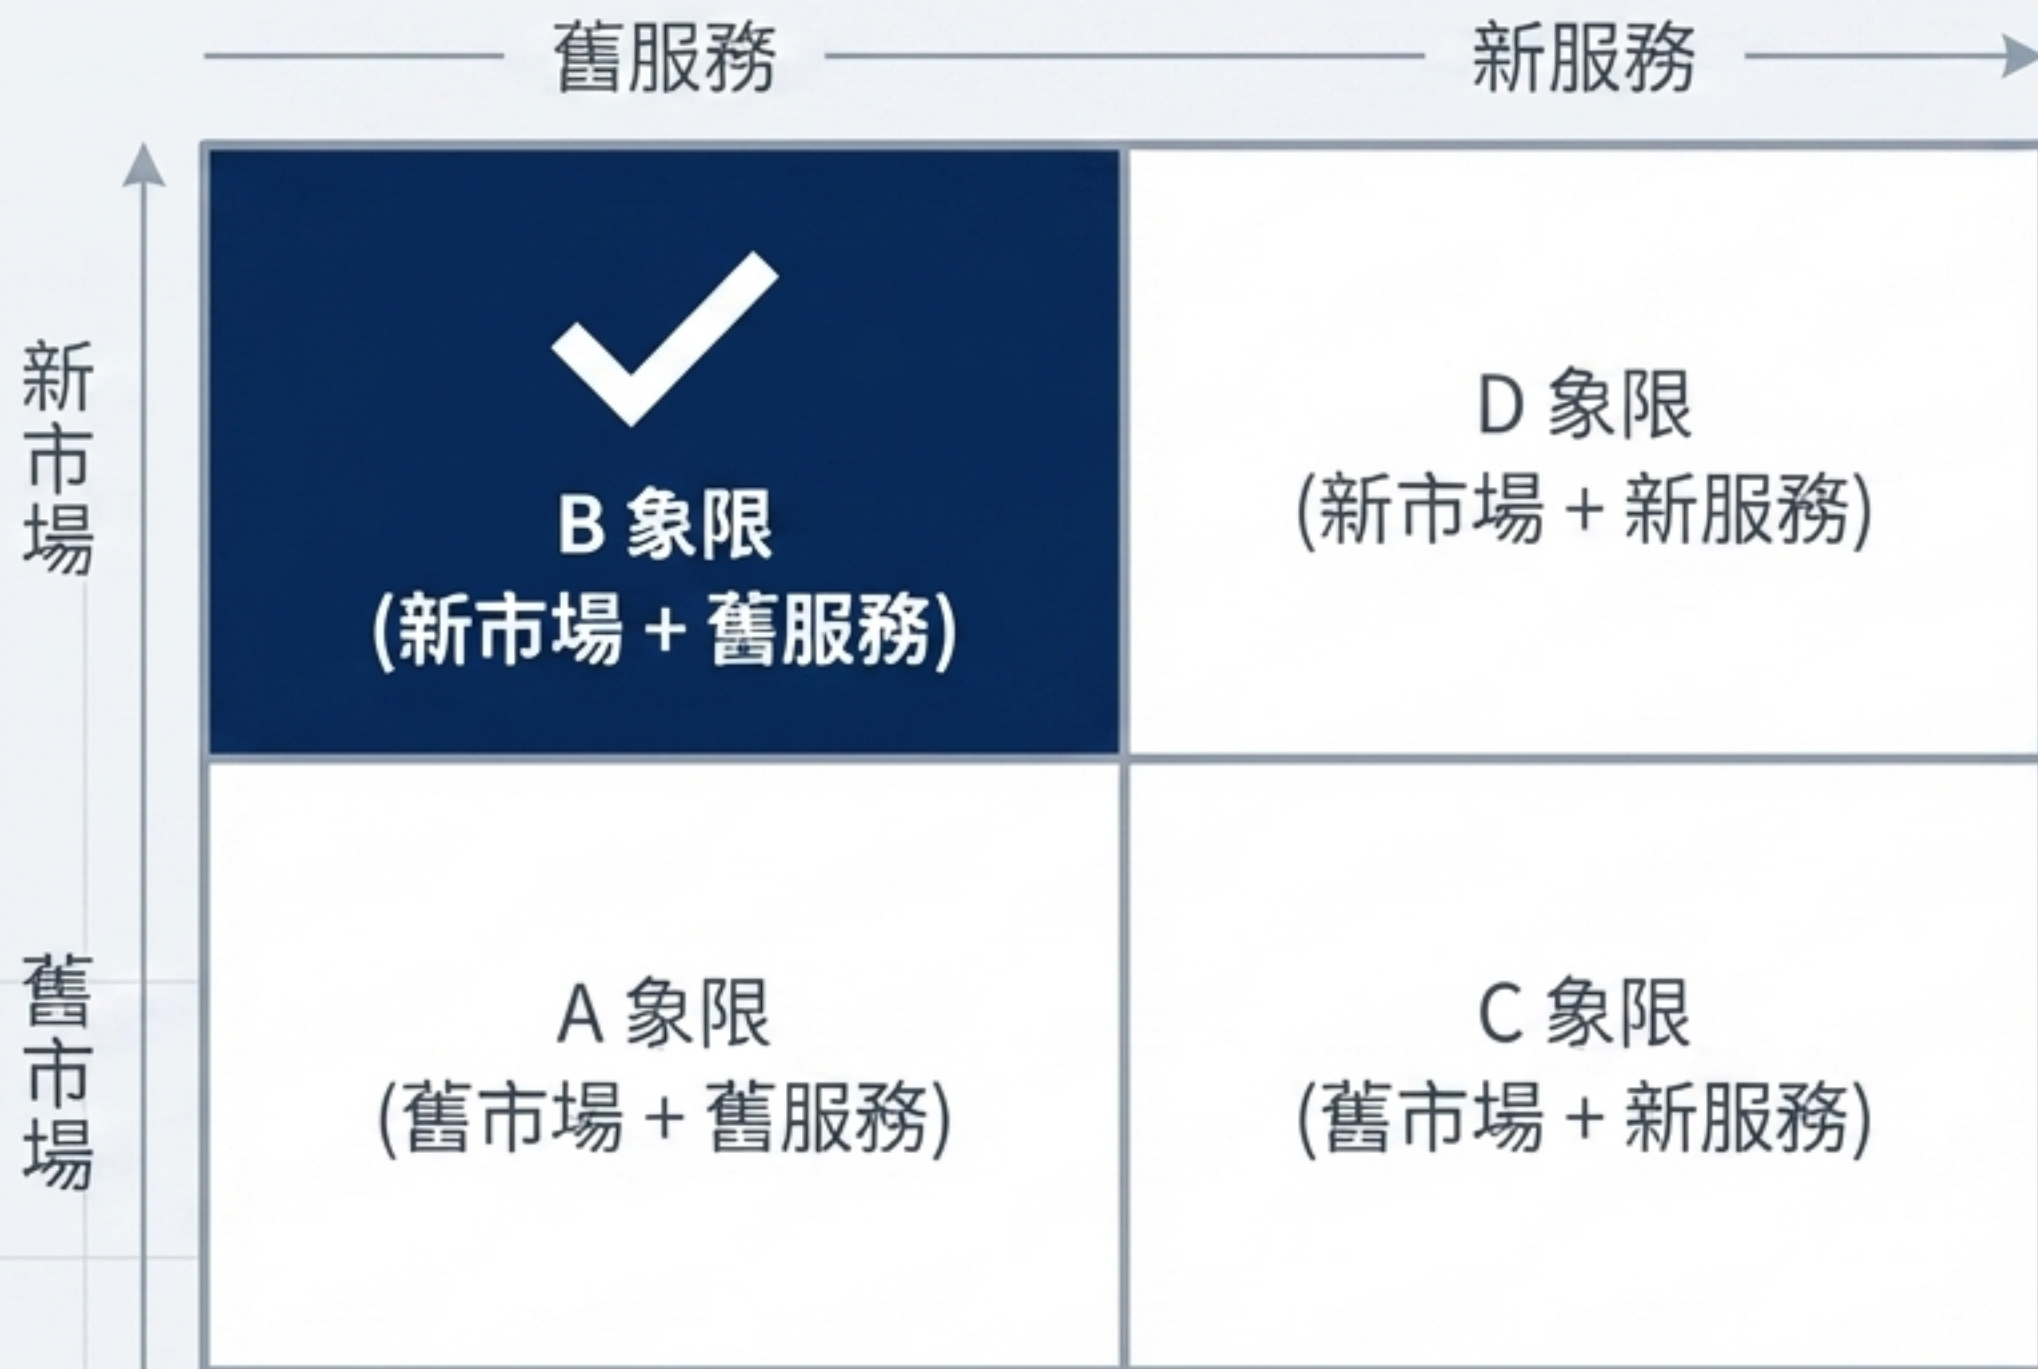 舊服務
新服務
新市場
B 象限
(新市場 + 舊服務)
D 象限
(新市場 + 新服務)
舊市場
A 象限
(舊市場 + 舊服務)
C 象限
(舊市場 + 新服務)